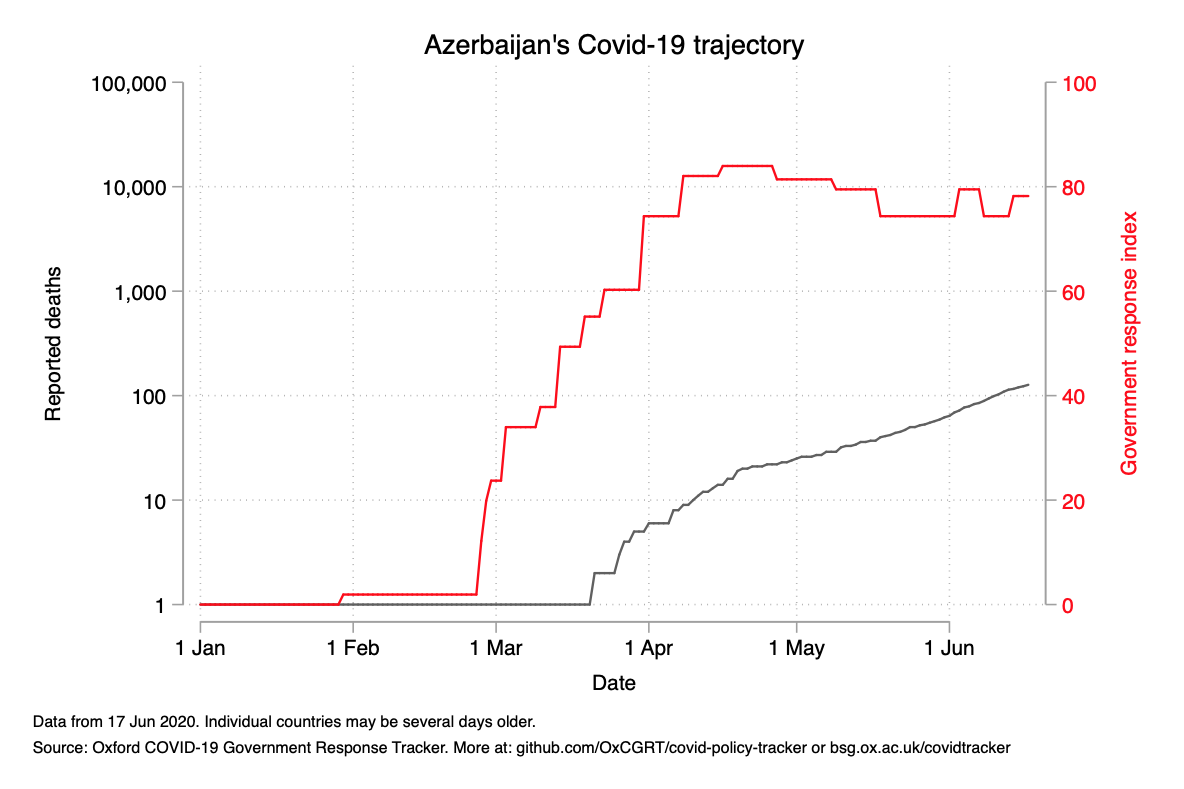 Azerbaijan's Covid-19 trajectory
100,000
10,000
1,000
100
10
1
Reported deaths
100
80
60
40
20
0
Government response index
1 Jan 1 Feb 1 Mar 1 Apr 1 May 1 Jun
Date
Data from 17 Jun 2020. Individual countries may be several days older.
Source: Oxford COVID-19 Government Response Tracker. More at: github.com/OxCGRT/covid-policy-tracker or bsg.ox.ac.uk/covidtracker